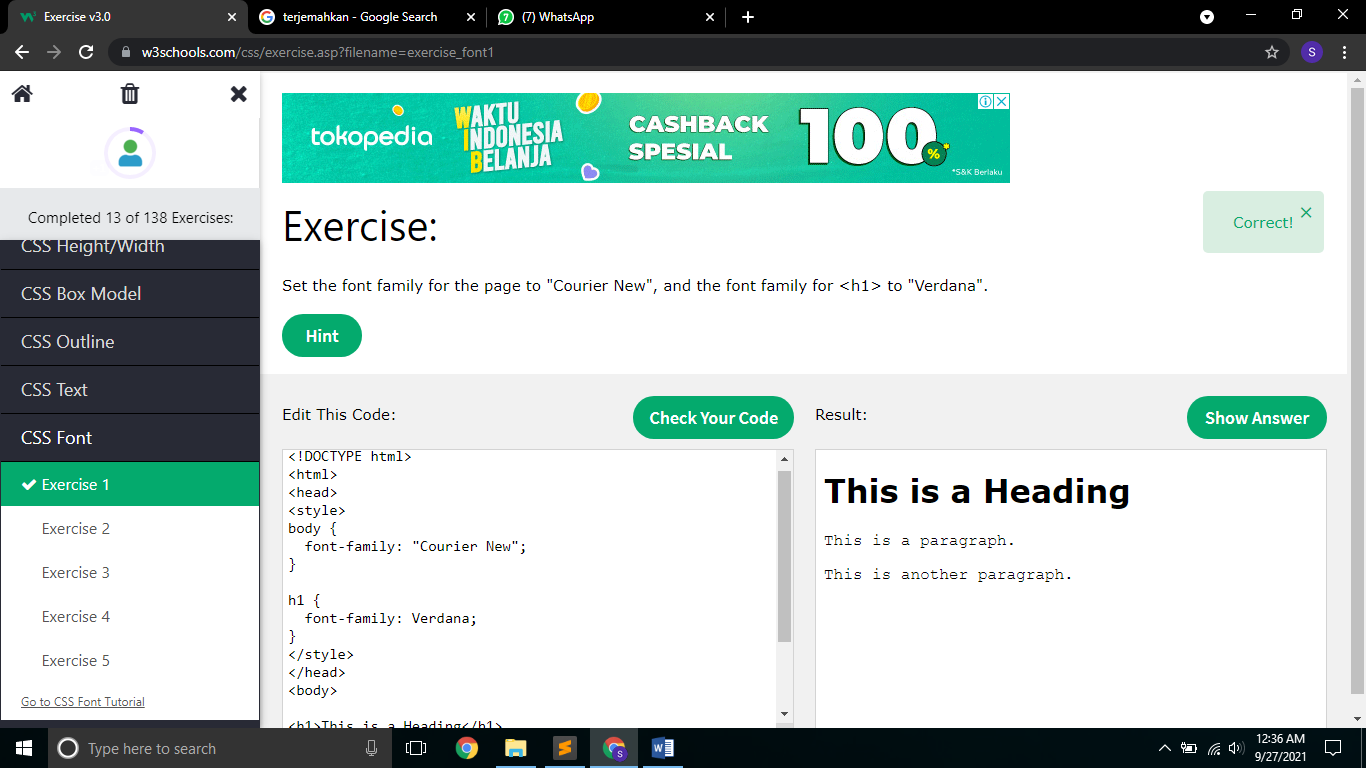 Exercise v3.0
terjemahkan - Google Search
(7) WhatsApp
w3schools.com/css/exercise.asp?filename=exercise_font1
S
tokopedia
WAKTU
INDONESIA
BELANJA
CASHBACK
SPESIAL
100%*
*S&K Berlaku
Completed 13 of 138 Exercises:
CSS Height/Width
CSS Box Model
CSS Outline
CSS Text
CSS Font
Exercise 1
Exercise 2
Exercise 3
Exercise 4
Exercise 5
Go to CSS Font Tutorial
Exercise:
Correct!
Set the font family for the page to "Courier New", and the font family for <h1> to "Verdana".
Hint
Edit This Code:
Check Your Code
<!DOCTYPE html>
<html>
<head>
<style>
body {
  font-family: "Courier New";
}
h1 {
  font-family: Verdana;
}
</style>
</head>
<body>
<h1>This is a Heading</h1>
Result:
Show Answer
This is a Heading
This is a paragraph.
This is another paragraph.
Type here to search
12:36 AM
9/27/2021